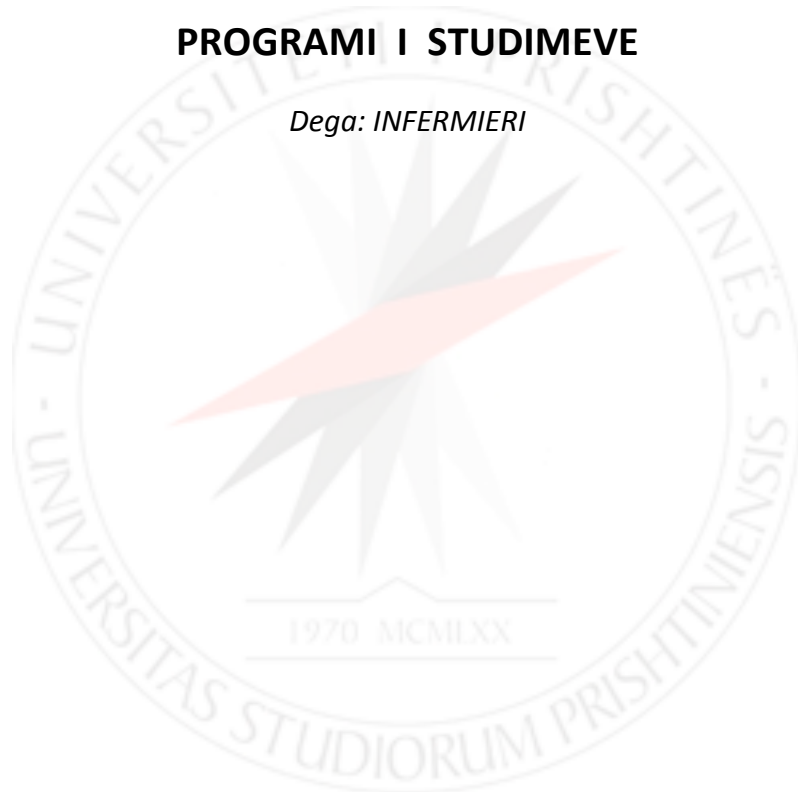 PROGRAMI I STUDIMEVE
Dega: INFERMIERI
UNIVERSITETI I PRISHTINËS
1970 MCMLXX
UNIVERSITAS STUDIORUM PRISHTINIENSIS